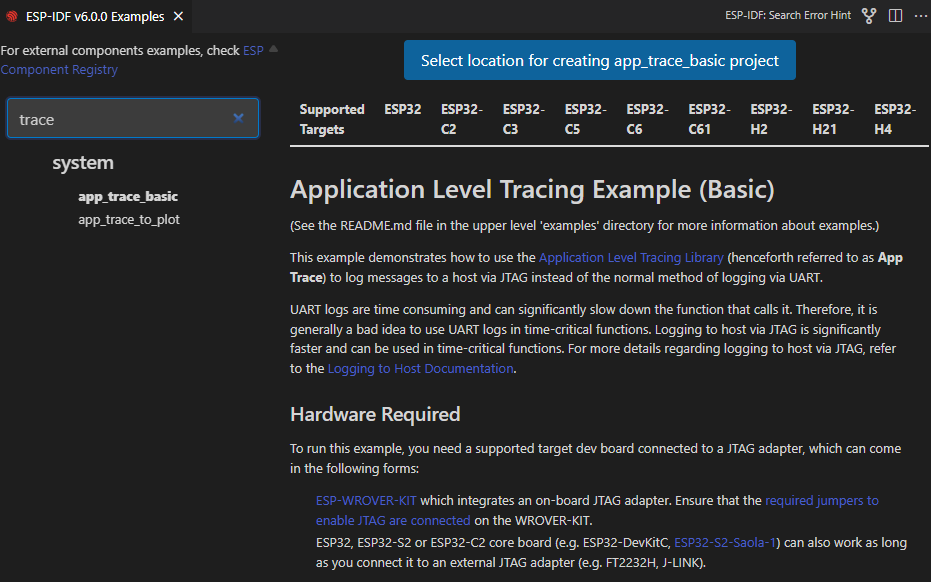 ESP-IDF v6.0.0 Examples
ESP-IDF: Search Error Hint
For external components examples, check ESP
Component Registry
trace
system
app_trace_basic
app_trace_to_plot
Select location for creating app_trace_basic project
Supported Targets ESP32 ESP32-C2 ESP32-C3 ESP32-C5 ESP32-C6 ESP32-C61 ESP32-H2 ESP32-H21 ESP32-H4
Application Level Tracing Example (Basic)
(See the README.md file in the upper level 'examples' directory for more information about examples.)
This example demonstrates how to use the Application Level Tracing Library (henceforth referred to as App
Trace) to log messages to a host via JTAG instead of the normal method of logging via UART.
UART logs are time consuming and can significantly slow down the function that calls it. Therefore, it is
generally a bad idea to use UART logs in time-critical functions. Logging to host via JTAG is significantly
faster and can be used in time-critical functions. For more details regarding logging to host via JTAG, refer
to the Logging to Host Documentation.
Hardware Required
To run this example, you need a supported target dev board connected to a JTAG adapter, which can come
in the following forms:
ESP-WROVER-KIT which integrates an on-board JTAG adapter. Ensure that the required jumpers to
enable JTAG are connected on the WROVER-KIT.
ESP32, ESP32-S2 or ESP32-C2 core board (e.g. ESP32-DevKitC, ESP32-S2-Saola-1) can also work as long
as you connect it to an external JTAG adapter (e.g. FT2232H, J-LINK).